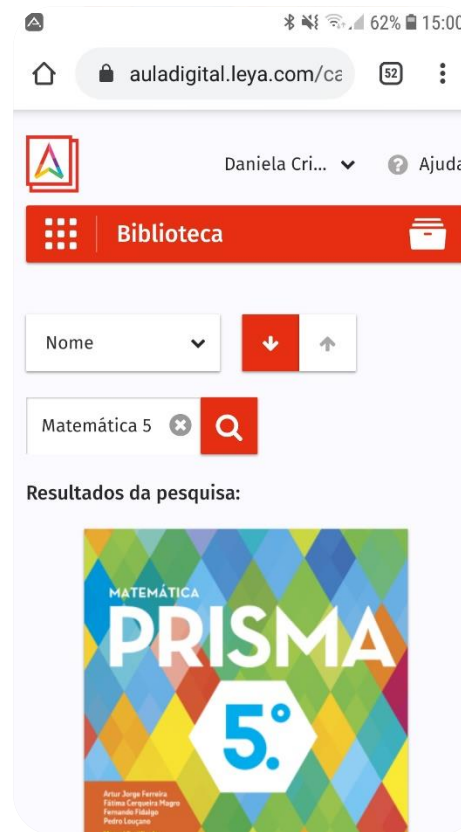 62% 15:00
auladigital.leya.com/ca 52
Daniela Cri... Ajuda
Biblioteca
Nome
Matemática 5
Resultados da pesquisa:
MATEMÁTICA
PRISMA
5.º
Artur Jorge Ferreira
Fátima Cerqueira Magro
Fernando Fidalgo
Pedro Louçano